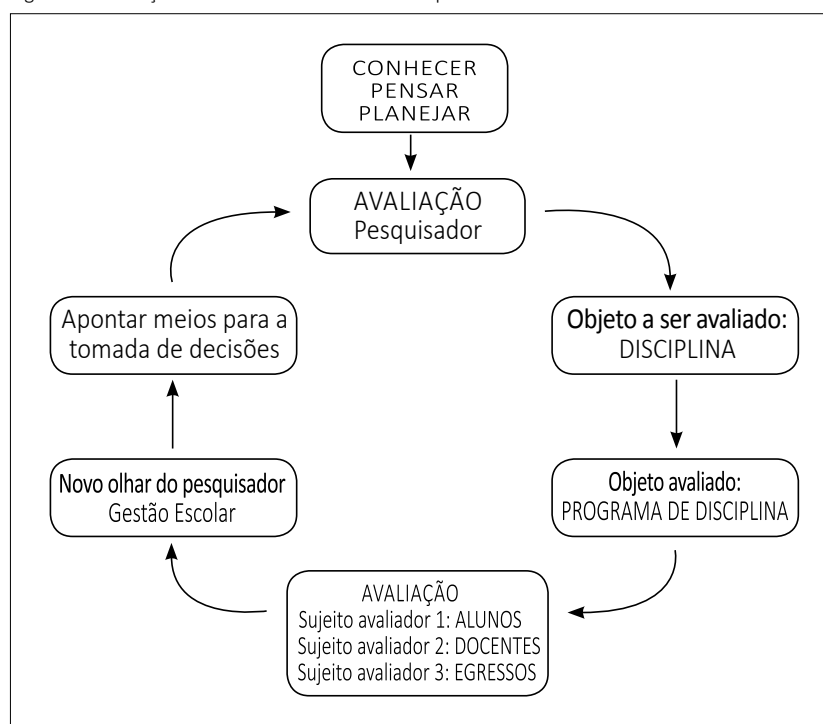 CONHECER
PENSAR
PLANEJAR
AVALIAÇÃO
Pesquisador
Objeto a ser avaliado:
DISCIPLINA
Objeto avaliado:
PROGRAMA DE DISCIPLINA
AVALIAÇÃO
Sujeito avaliador 1: ALUNOS
Sujeito avaliador 2: DOCENTES
Sujeito avaliador 3: EGRESSOS
Novo olhar do pesquisador
Gestão Escolar
Apontar meios para a
tomada de decisões